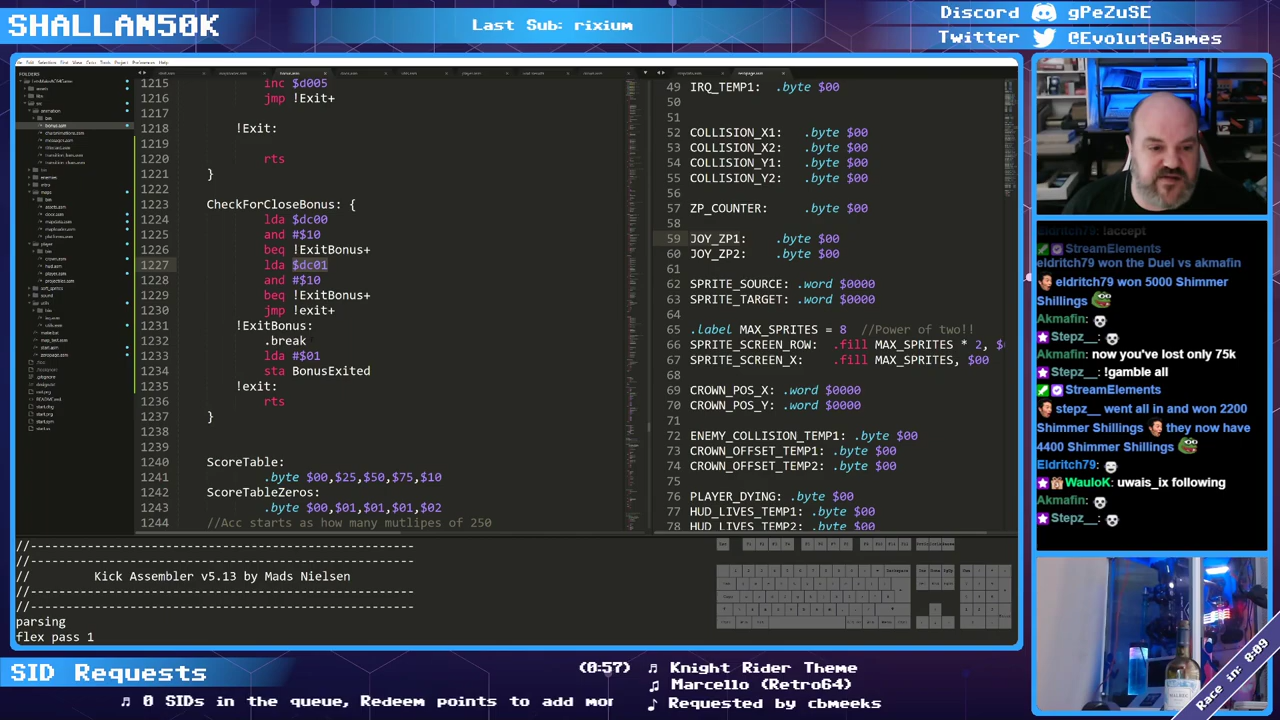 SHALLAN50K
Last Sub: rixium
Discord gPeZuSE
Twitter @EvoluteGames
FOLDERS
1215 inc $d005
1216 jmp !Exit+
1217
1218 !Exit:
1219
1220 rts
1221 }
1222
1223 CheckForCloseBonus: {
1224 lda $dc00
1225 and #$10
1226 beq !ExitBonus+
1227 lda $dc01
1228 and #$10
1229 beq !ExitBonus+
1230 jmp !exit+
1231 !ExitBonus:
1232 .break
1233 lda #$01
1234 sta BonusExited
1235 !exit:
1236 rts
1237 }
1238
1239
1240 ScoreTable:
1241 .byte $00,$25,$50,$75,$10
1242 ScoreTableZeros:
1243 .byte $00,$01,$01,$01,$02
1244 //Acc starts as how many mutlipes of 250
49 IRQ_TEMP1: .byte $00
50
51
52 COLLISION_X1: .byte $00
53 COLLISION_X2: .byte $00
54 COLLISION_Y1: .byte $00
55 COLLISION_Y2: .byte $00
56
57 ZP_COUNTER: .byte $00
58
59 JOY_ZP1: .byte $00
60 JOY_ZP2: .byte $00
61
62 SPRITE_SOURCE: .word $0000
63 SPRITE_TARGET: .word $0000
64
65 .label MAX_SPRITES = 8 //Power of two!!
66 SPRITE_SCREEN_ROW: .fill MAX_SPRITES * 2, $
67 SPRITE_SCREEN_X: .fill MAX_SPRITES, $00
68
69 CROWN_POS_X: .word $0000
70 CROWN_POS_Y: .word $0000
71
72 ENEMY_COLLISION_TEMP1: .byte $00
73 CROWN_OFFSET_TEMP1: .byte $00
74 CROWN_OFFSET_TEMP2: .byte $00
75
76 PLAYER_DYING: .byte $00
77 HUD_LIVES_TEMP1: .byte $00
78 HUD_LIVES_TEMP2: .byte $00
//--------------------------------------------------
//--------------------------------------------------
// Kick Assembler v5.13 by Mads Nielsen
//--------------------------------------------------
//--------------------------------------------------
parsing
flex pass 1
Eldritch79: !accept
StreamElements:
eldritch79 won the Duel vs akmafin
eldritch79 won 5000 Shimmer
Shillings
Akmafin:
Stepz__:
Akmafin: now you've lost only 75k
Stepz__: !gamble all
StreamElements:
stepz__ went all in and won 2200
Shimmer Shillings they now have
4400 Shimmer Shillings
Eldritch79:
WauloK: uwais_ix following
Akmafin:
Stepz__:
SID Requests
(0:57) Knight Rider Theme
Marcello (Retro64)
Requested by cbmeeks
0 SIDs in the queue, Redeem points to add mor
Race in: 8:09